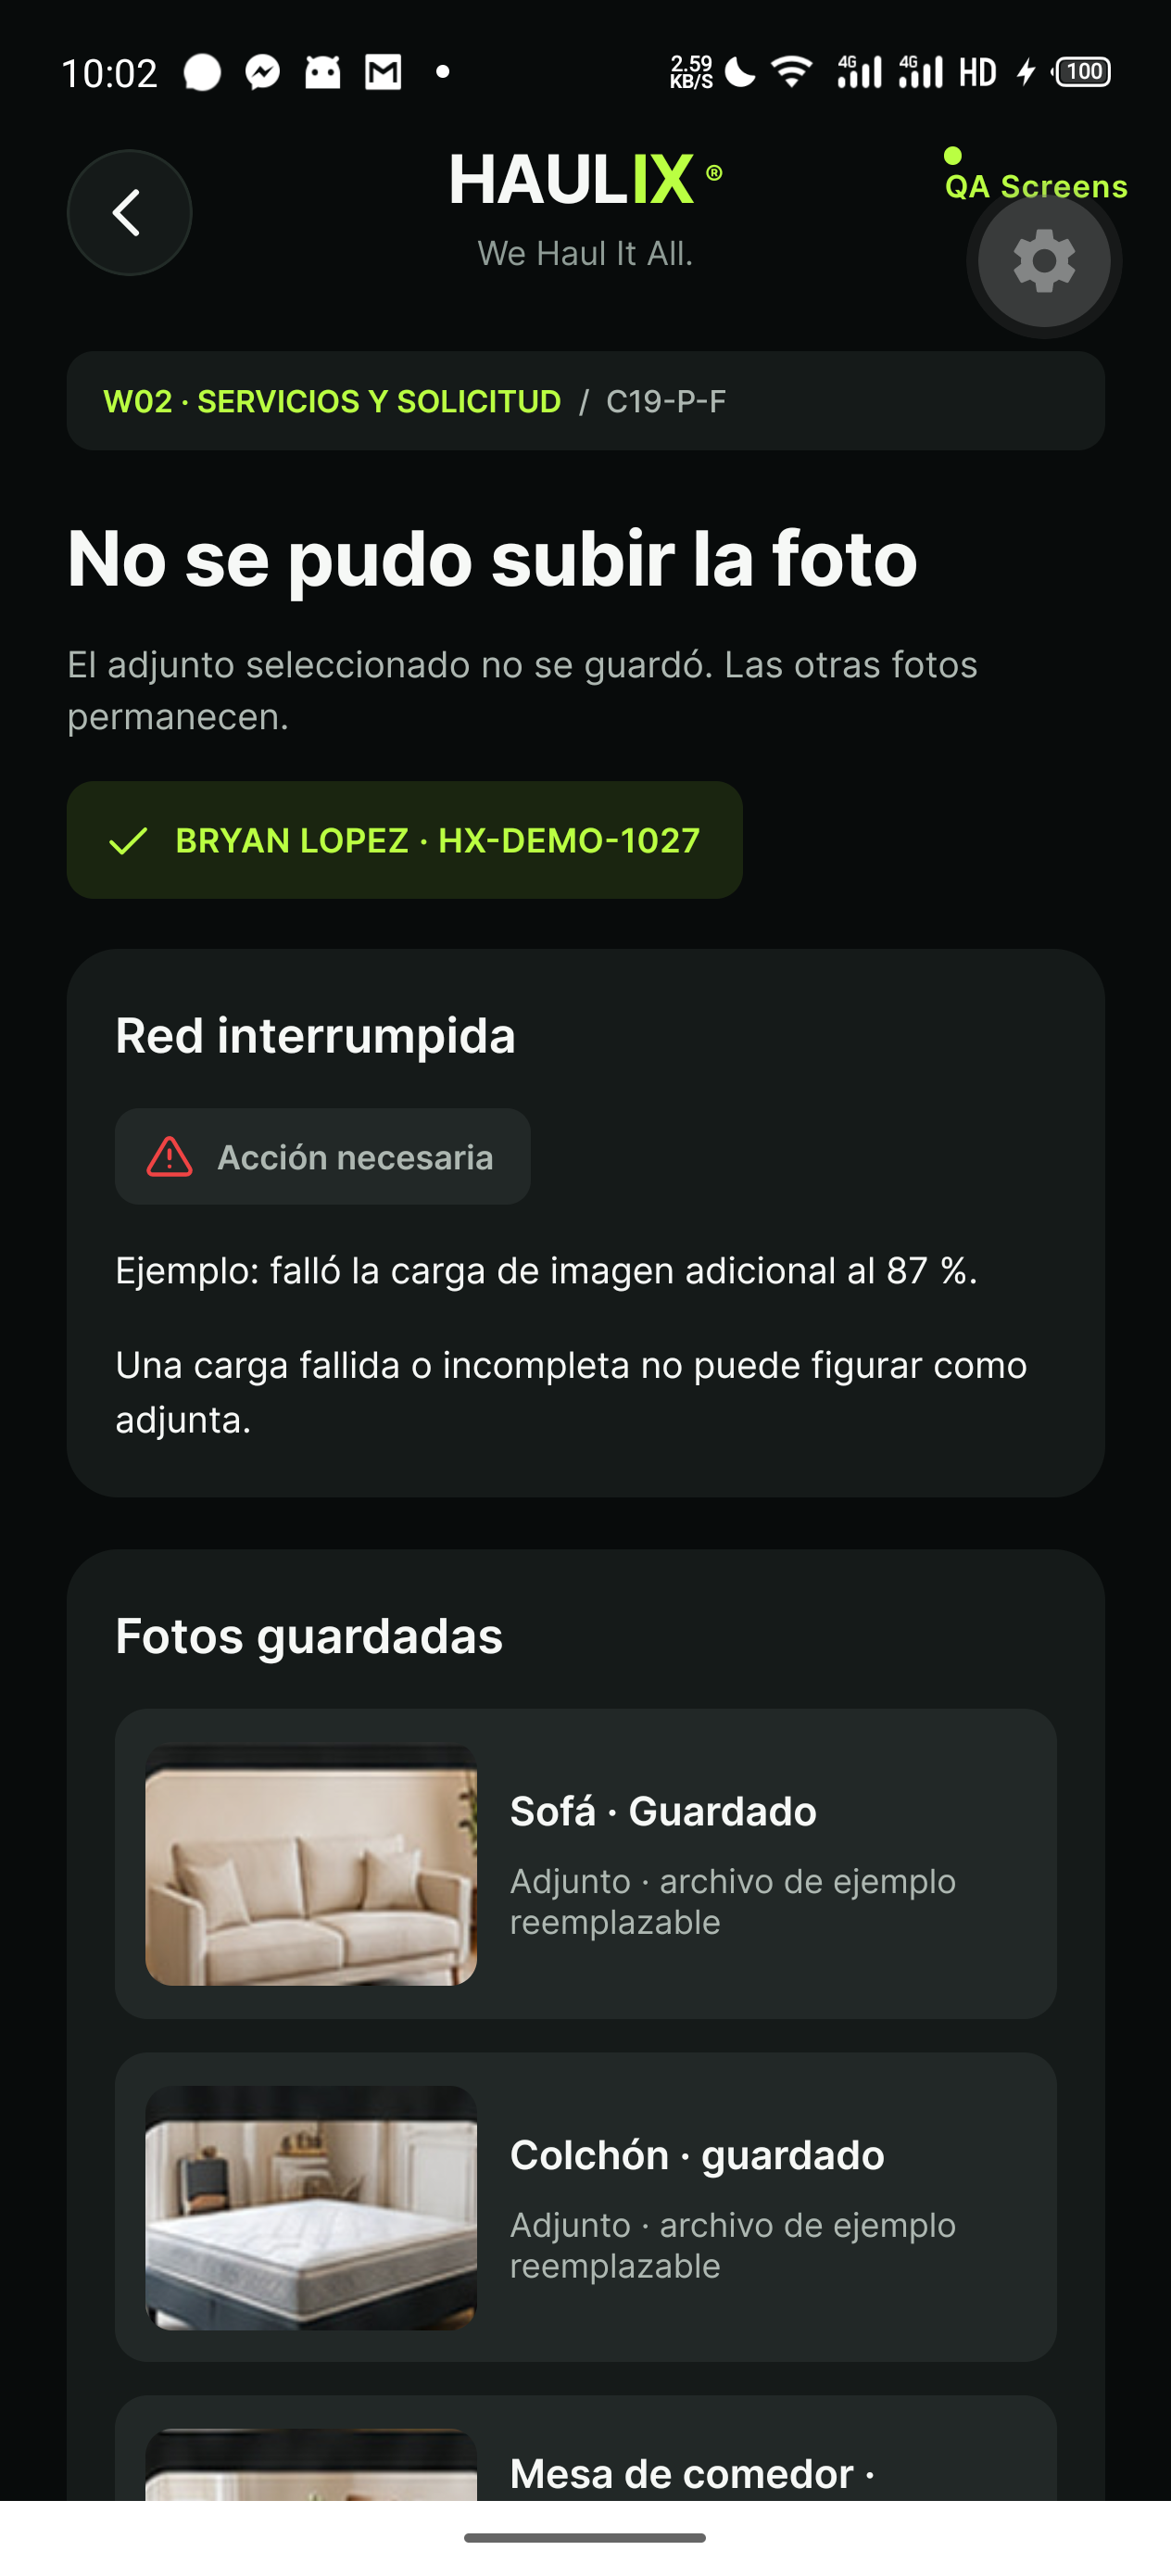 10:02
2.59
KB/S
4G
4G
HD
100
HAULIX®
QA Screens
We Haul It All.
W02 · SERVICIOS Y SOLICITUD / C19-P-F
No se pudo subir la foto
El adjunto seleccionado no se guardó. Las otras fotos
permanecen.
BRYAN LOPEZ · HX-DEMO-1027
Red interrumpida
Acción necesaria
Ejemplo: falló la carga de imagen adicional al 87 %.
Una carga fallida o incompleta no puede figurar como
adjunta.
Fotos guardadas
Sofá · Guardado
Adjunto · archivo de ejemplo
reemplazable
Colchón · guardado
Adjunto · archivo de ejemplo
reemplazable
Mesa de comedor ·